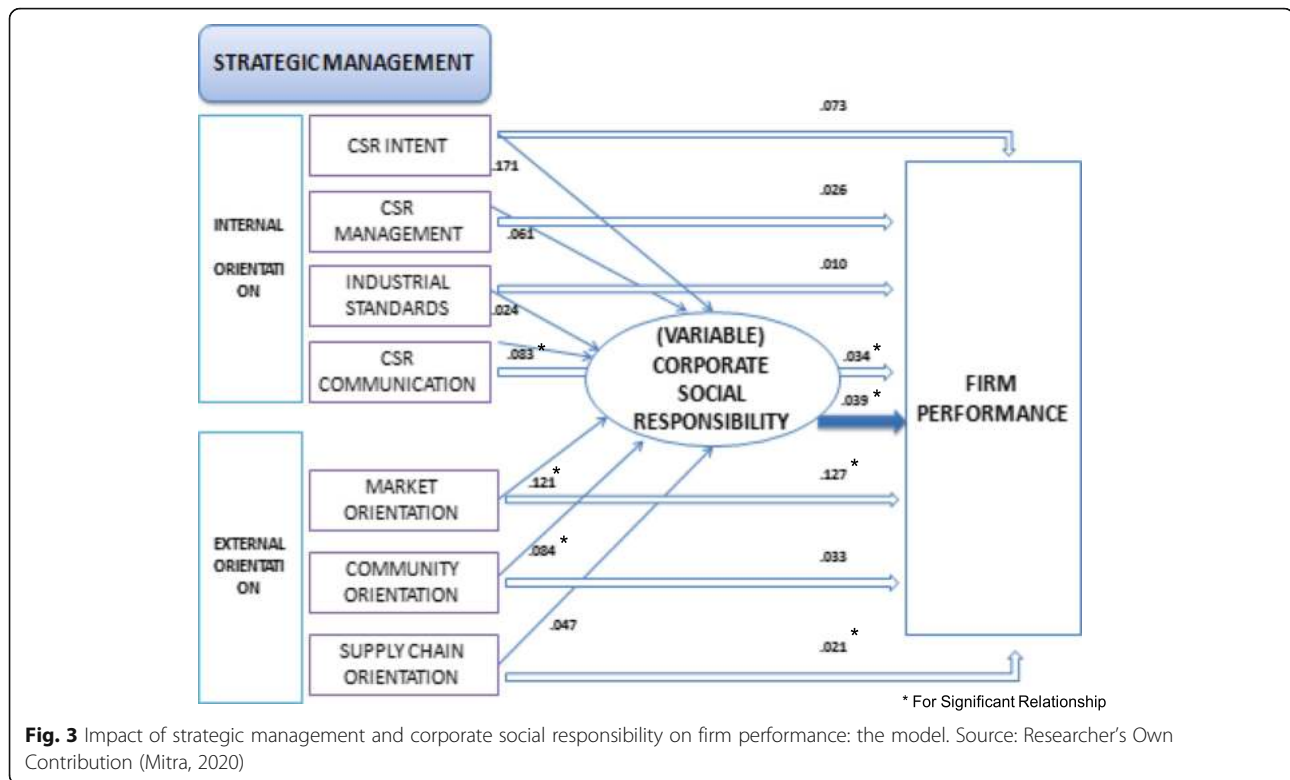 STRATEGIC MANAGEMENT
INTERNAL
ORIENTATI
ON
CSR INTENT
CSR
MANAGEMENT
INDUSTRIAL
STANDARDS
CSR
COMMUNICATION
EXTERNAL
ORIENTATI
ON
MARKET
ORIENTATION
COMMUNITY
ORIENTATION
SUPPLY CHAIN
ORIENTATION
.171
.061
.024
.083 *
.121 *
.084 *
.047
(VARIABLE)
CORPORATE
SOCIAL
RESPONSIBILITY
.073
.026
.010
.034 *
.039 *
.127 *
.033
.021 *
FIRM
PERFORMANCE
* For Significant Relationship
Fig. 3 Impact of strategic management and corporate social responsibility on firm performance: the model. Source: Researcher's Own
Contribution (Mitra, 2020)